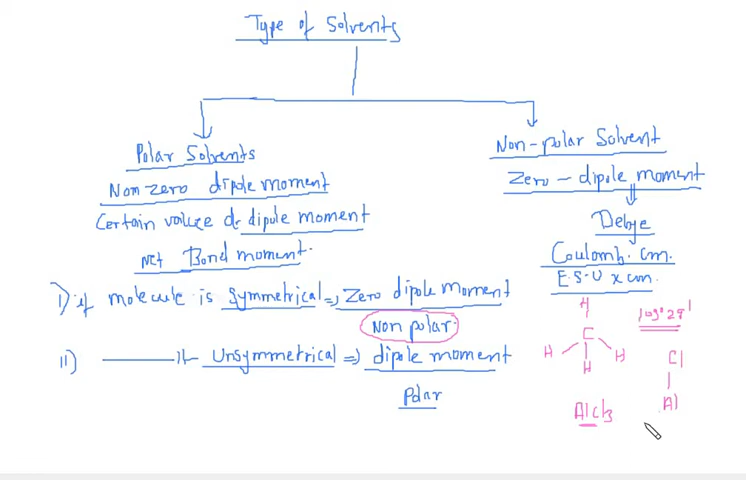 Type of Solvents
Polar Solvents
Non zero dipole moment
Certain value of dipole moment
net Bond moment.
Non-polar Solvent
Zero - dipole moment
Debye
Coulomb. cm.
E.S.U x cm.
i) if molecule is symmetrical ⇒ Zero dipole moment
Non polar.
ii) ——— 11 — Unsymmetrical ⇒ dipole moment
Polar
H
C
H H
H
109°27'
Cl
Al
Alcl3